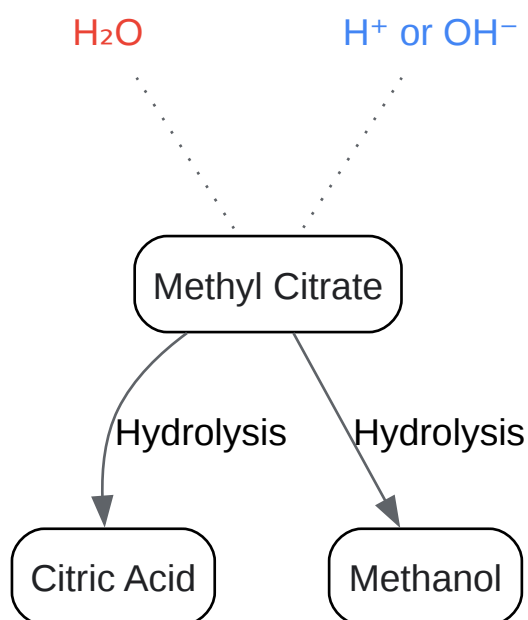 H₂O
H⁺ or OH⁻
Methyl Citrate
Hydrolysis
Hydrolysis
Citric Acid
Methanol